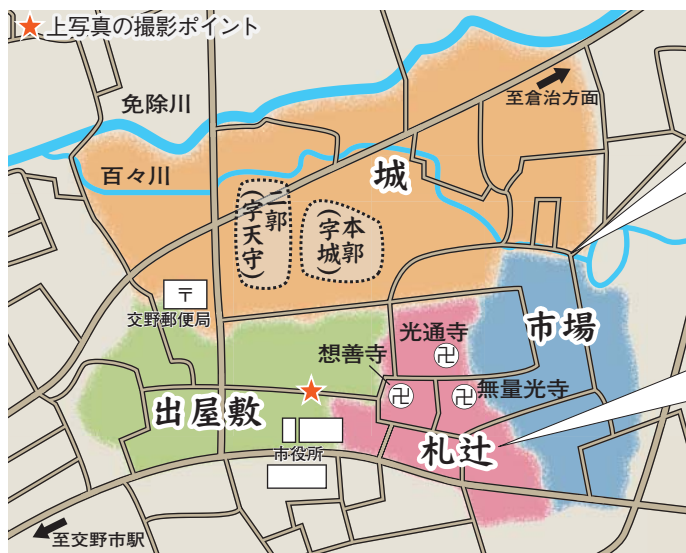 ★上写真の撮影ポイント
至倉治方面
免除川
百々川
城
二郭
(字天守)
本郭
(字城)
〒
交野郵便局
光通寺
卍
市場
想善寺
卍
無量光寺
卍
出屋敷
札辻
市役所
至交野市駅